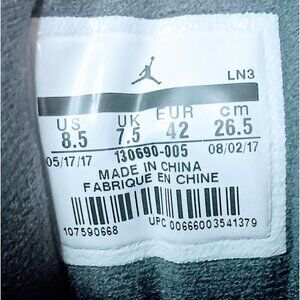 LN3
US UK EUR cm
8.5 7.5 42 26.5
05/17/17 130690-005 08/02/17
MADE IN CHINA
FABRIQUE EN CHINE
107590668 UPC 00666003541379